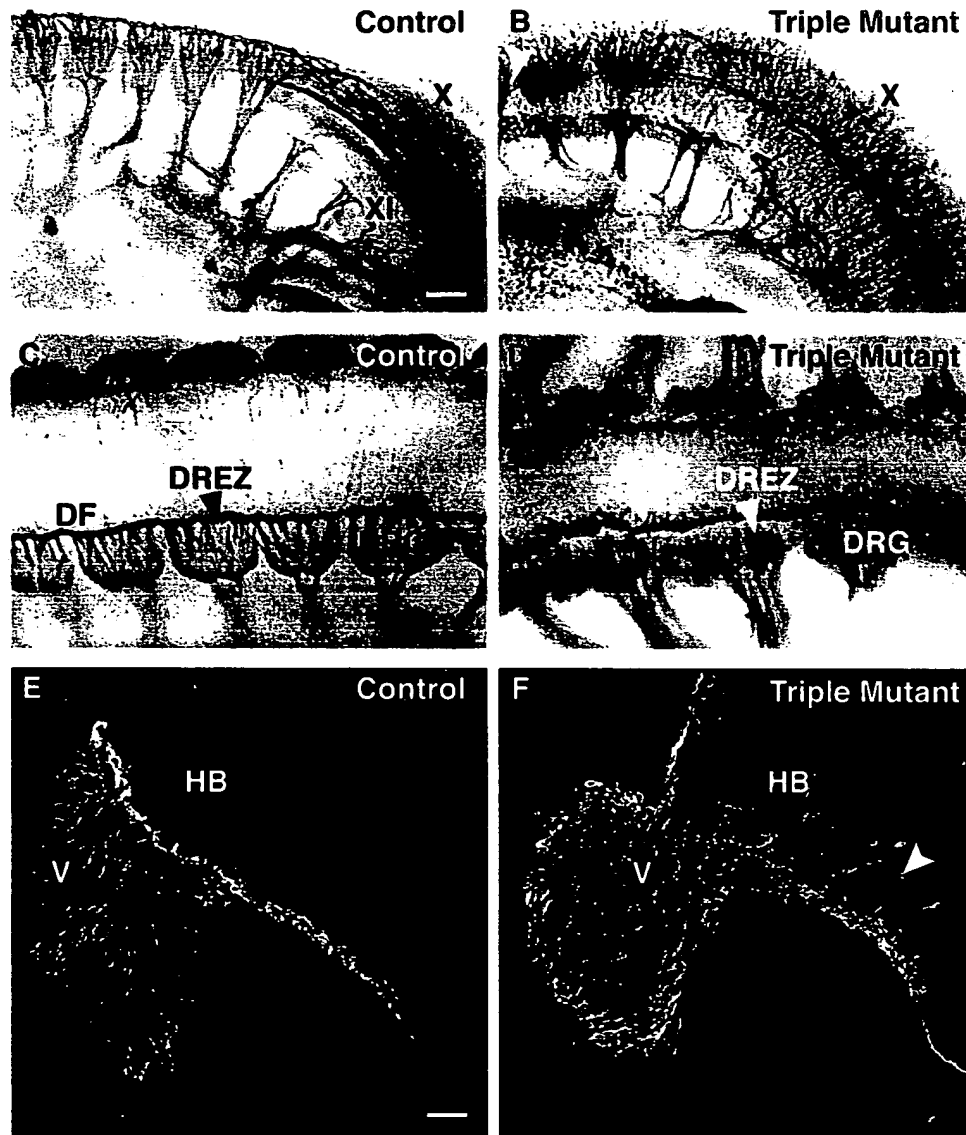 A Control
X
XI
B Triple Mutant
X
C Control
DREZ
DF
Triple Mutant
DREZ
DRG
E Control
HB
V
F Triple Mutant
HB
V